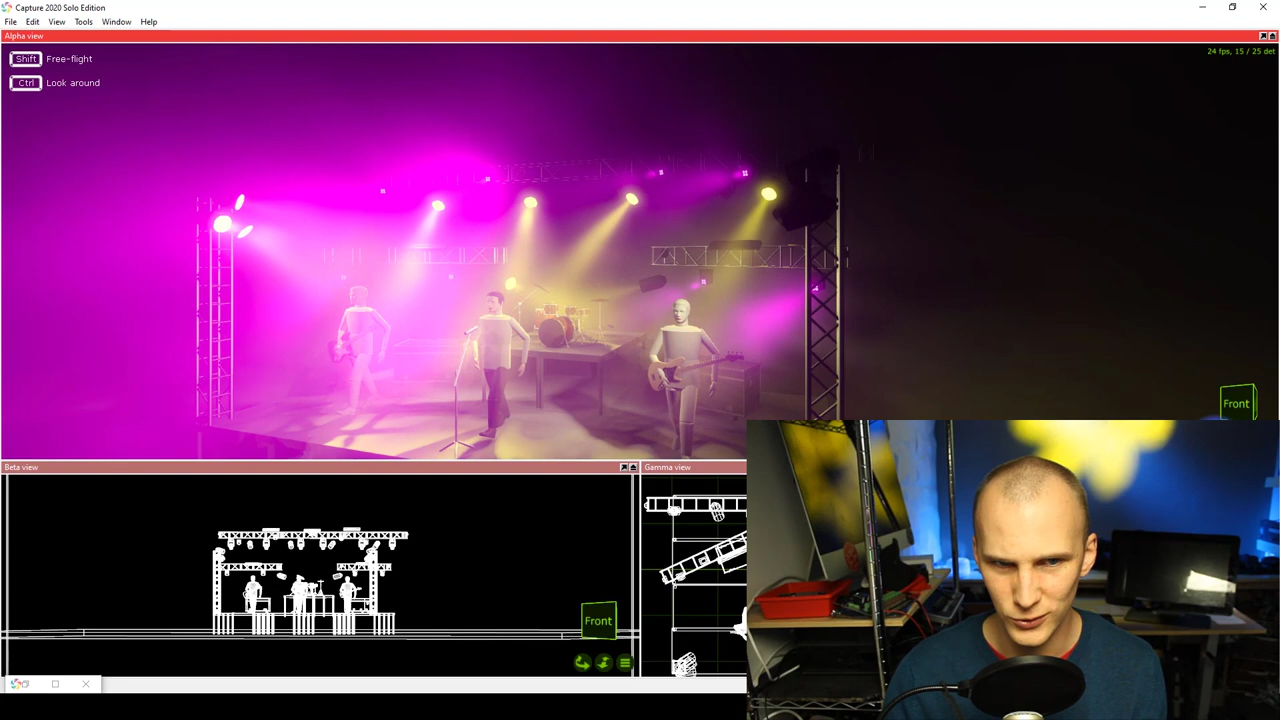 Capture 2020 Solo Edition
File Edit View Tools Window Help
Alpha view
24 fps, 15 / 25 det
Shift Free-flight
Ctrl Look around
Front
Beta view
Gamma view
Front